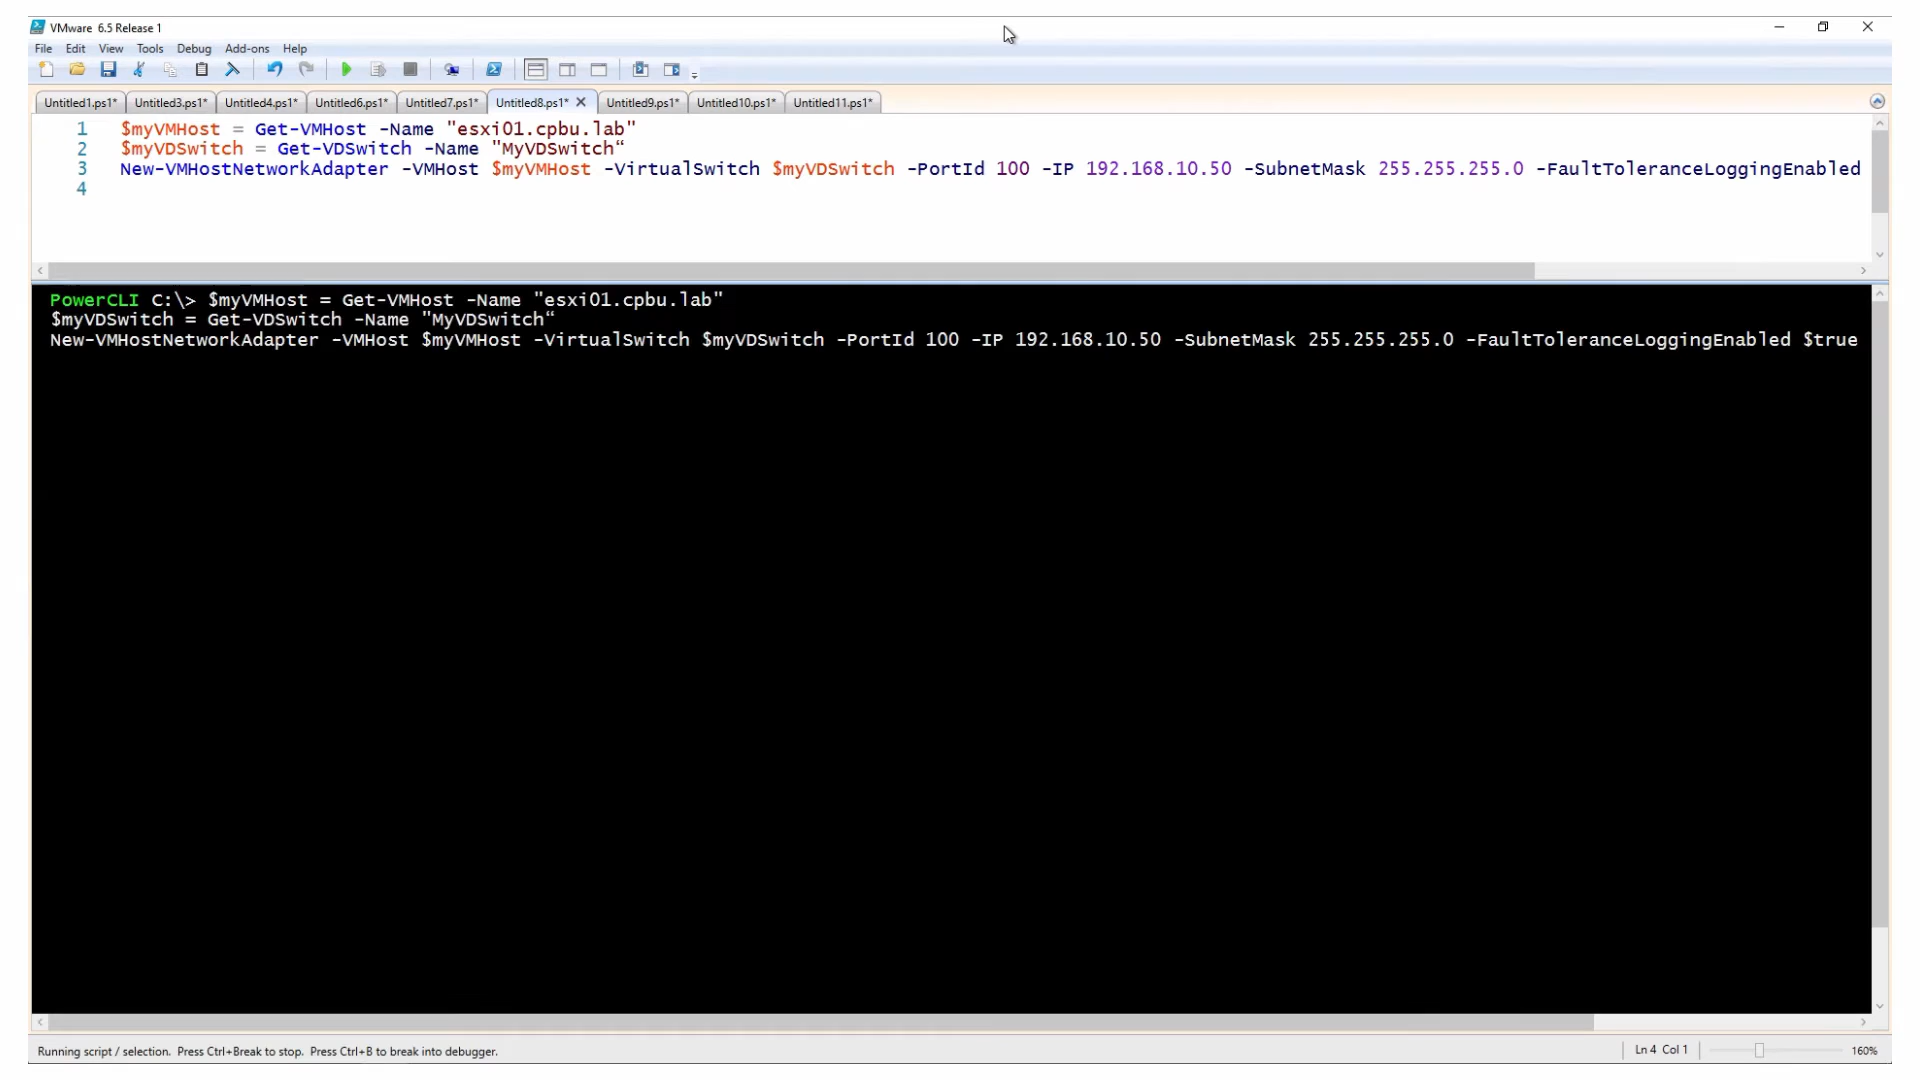 VMware 6.5 Release 1
File Edit View Tools Debug Add-ons Help
Untitled1.ps1* Untitled3.ps1* Untitled4.ps1* Untitled6.ps1* Untitled7.ps1* Untitled8.ps1* Untitled9.ps1* Untitled10.ps1* Untitled11.ps1*
1 $myVMHost = Get-VMHost -Name "esxi01.cpbu.lab"
2 $myVDSwitch = Get-VDSwitch -Name "MyVDSwitch“
3 New-VMHostNetworkAdapter -VMHost $myVMHost -VirtualSwitch $myVDSwitch -PortId 100 -IP 192.168.10.50 -SubnetMask 255.255.255.0 -FaultToleranceLoggingEnabled
4
PowerCLI C:\> $myVMHost = Get-VMHost -Name "esxi01.cpbu.lab"
$myVDSwitch = Get-VDSwitch -Name "MyVDSwitch“
New-VMHostNetworkAdapter -VMHost $myVMHost -VirtualSwitch $myVDSwitch -PortId 100 -IP 192.168.10.50 -SubnetMask 255.255.255.0 -FaultToleranceLoggingEnabled $true
Running script / selection. Press Ctrl+Break to stop. Press Ctrl+B to break into debugger.
Ln 4 Col 1
160%